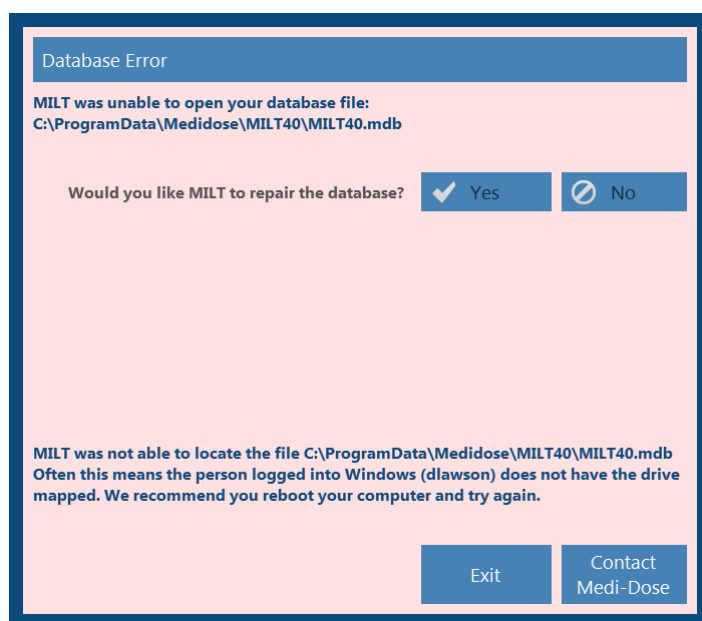 Database Error
MILT was unable to open your database file:
C:\ProgramData\Medidose\MILT40\MILT40.mdb
Would you like MILT to repair the database?
Yes
No
MILT was not able to locate the file C:\ProgramData\Medidose\MILT40\MILT40.mdb
Often this means the person logged into Windows (dlawson) does not have the drive
mapped. We recommend you reboot your computer and try again.
Exit
Contact
Medi-Dose